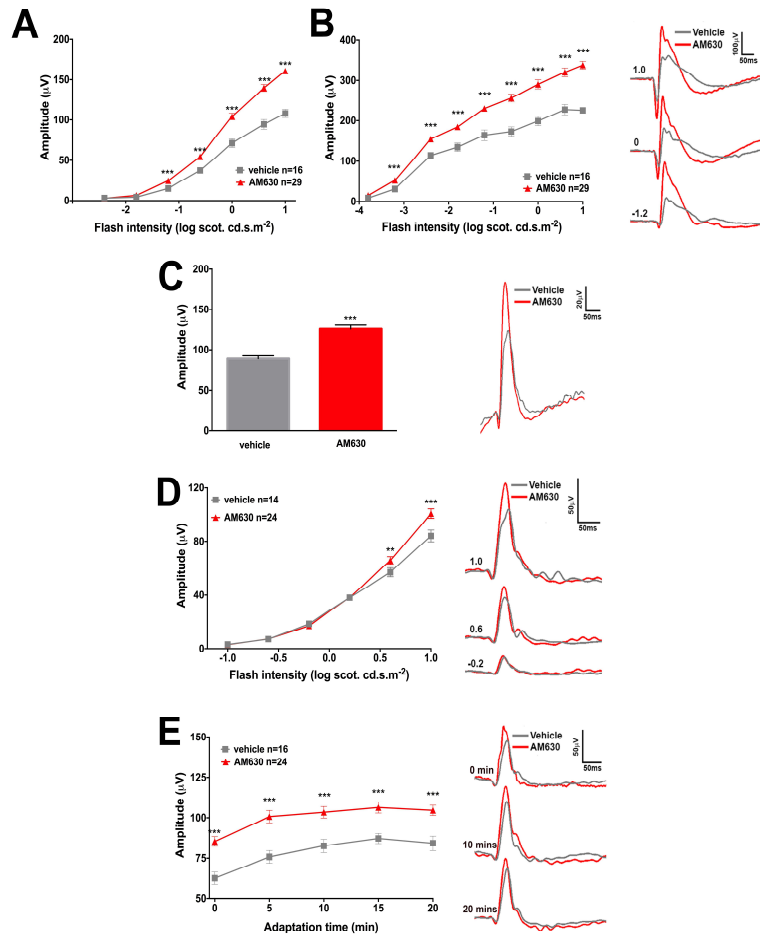 A
200
150
100
50
0
Amplitude (μV)
***
***
***
***
***
vehicle n=16
AM630 n=29
-2
-1
0
1
Flash intensity (log scot. cd.s.m-2)
B
400
300
200
100
0
Amplitude (μV)
***
***
***
***
***
***
***
***
vehicle n=16
AM630 n=29
-4
-3
-2
-1
0
1
Flash intensity (log scot. cd.s.m-2)
Vehicle
AM630
100μV
50ms
1.0
0
-1.2
C
200
150
100
50
0
Amplitude (μV)
***
vehicle
AM630
Vehicle
AM630
20μV
50ms
D
120
80
40
0
Amplitude (μV)
vehicle n=14
AM630 n=24
**
***
-1.0
-0.5
0.0
0.5
1.0
Flash intensity (log scot. cd.s.m-2)
Vehicle
AM630
50μV
50ms
1.0
0.6
-0.2
E
150
125
100
75
50
Amplitude (μV)
vehicle n=16
AM630 n=24
***
***
***
***
***
0
5
10
15
20
Adaptation time (min)
Vehicle
AM630
50μV
50ms
0 min
10 mins
20 mins